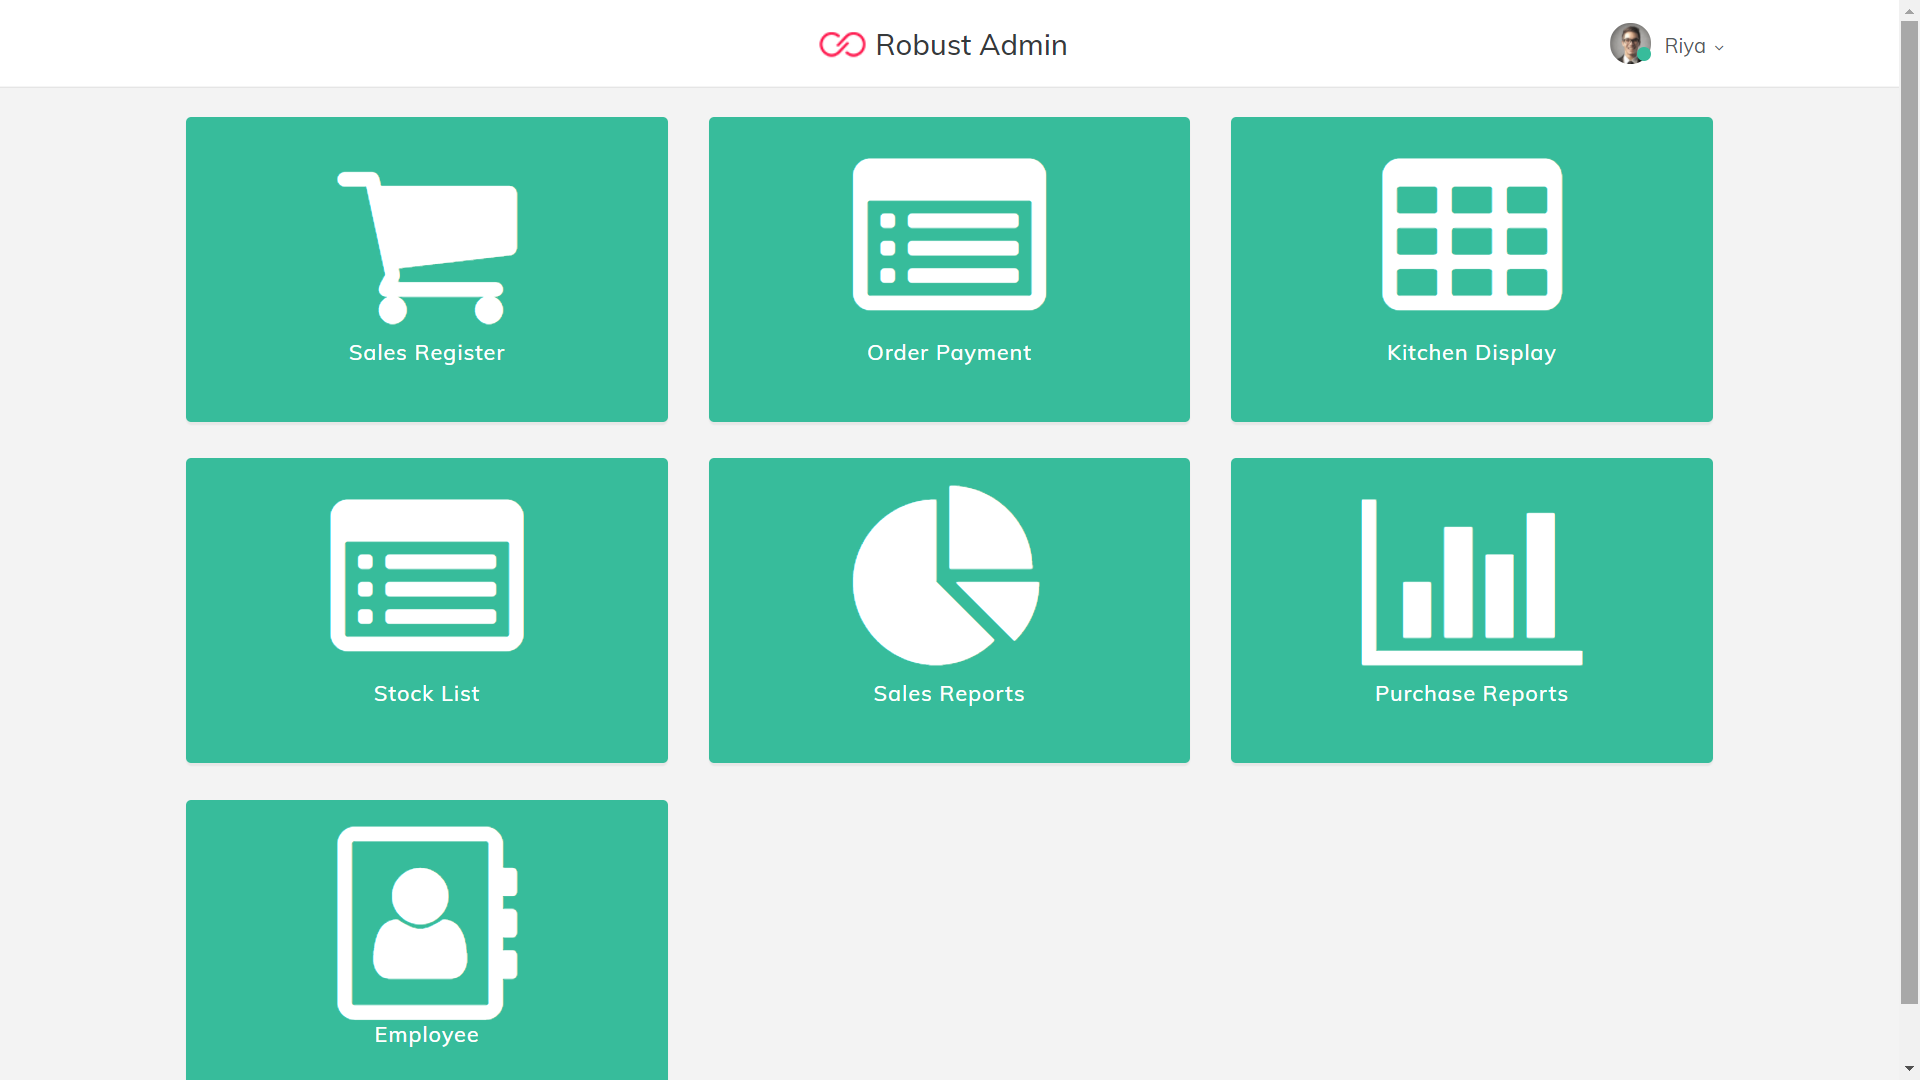 Robust Admin
Riya
Sales Register
Order Payment
Kitchen Display
Stock List
Sales Reports
Purchase Reports
Employee